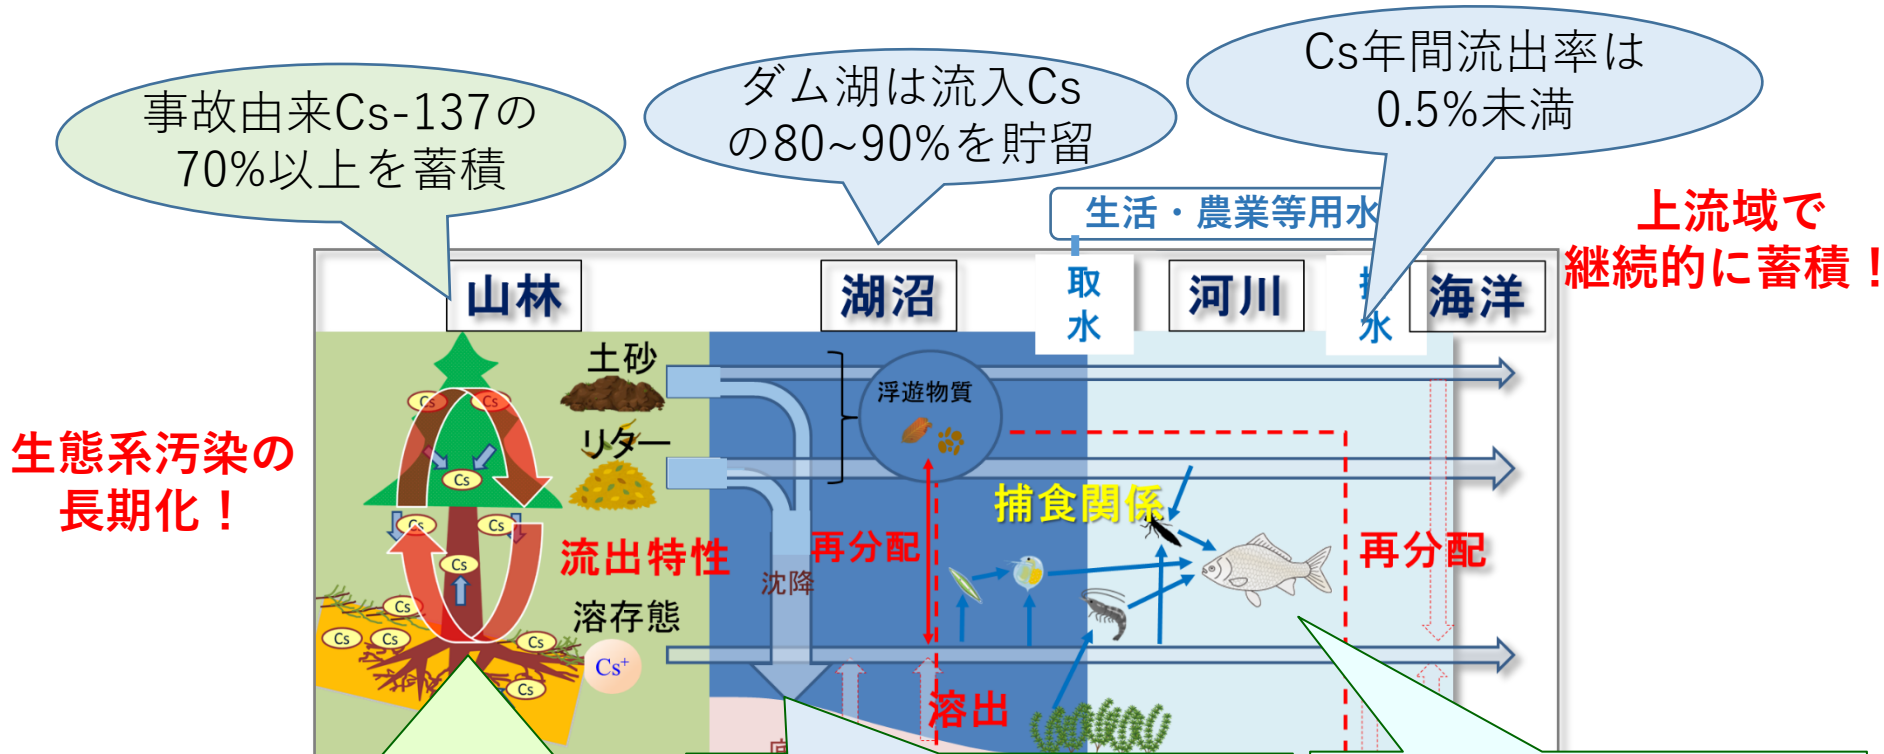 事故由来Cs-137の
70%以上を蓄積
ダム湖は流入Cs
の80~90%を貯留
Cs年間流出率は
0.5%未満
生活・農業等用水
上流域で
継続的に蓄積！
山林
湖沼
取
水
河川
水
海洋
土砂
リター
浮遊物質
生態系汚染の
長期化！
Cs
Cs
Cs
Cs
Cs
Cs
Cs
Cs
Cs
Cs
Cs
流出特性
沈降
再分配
捕食関係
再分配
溶存態
Cs+
溶出